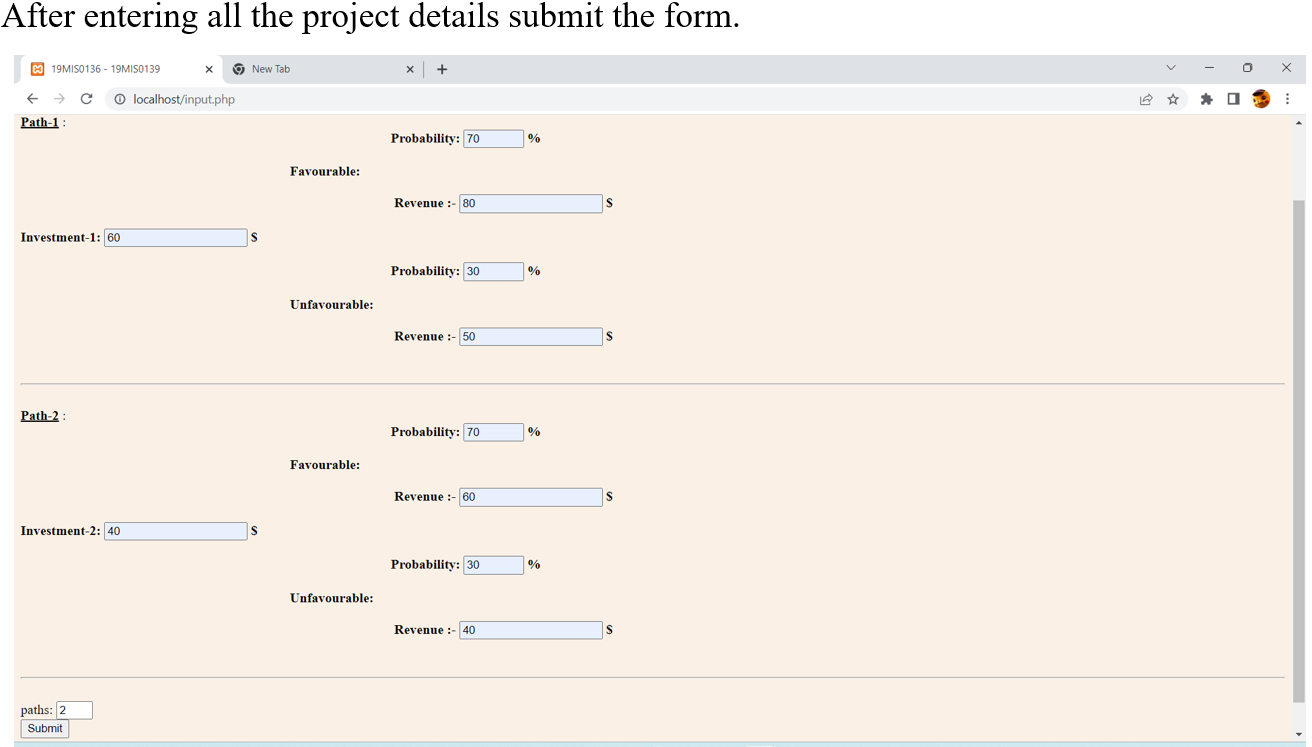 After entering all the project details submit the form.
19MIS0136 - 19MIS0139
New Tab
localhost/input.php
Path-1 :
Probability: 70 %
Favourable:
Revenue :- 80 $
Investment-1: 60 $
Probability: 30 %
Unfavourable:
Revenue :- 50 $
Path-2 :
Probability: 70 %
Favourable:
Revenue :- 60 $
Investment-2: 40 $
Probability: 30 %
Unfavourable:
Revenue :- 40 $
paths: 2
Submit